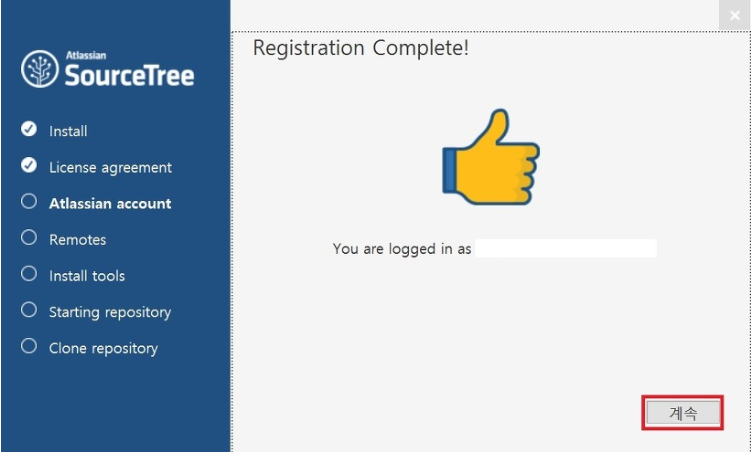 Atlassian
SourceTree
Install
License agreement
Atlassian account
Remotes
Install tools
Starting repository
Clone repository
Registration Complete!
You are logged in as
계속